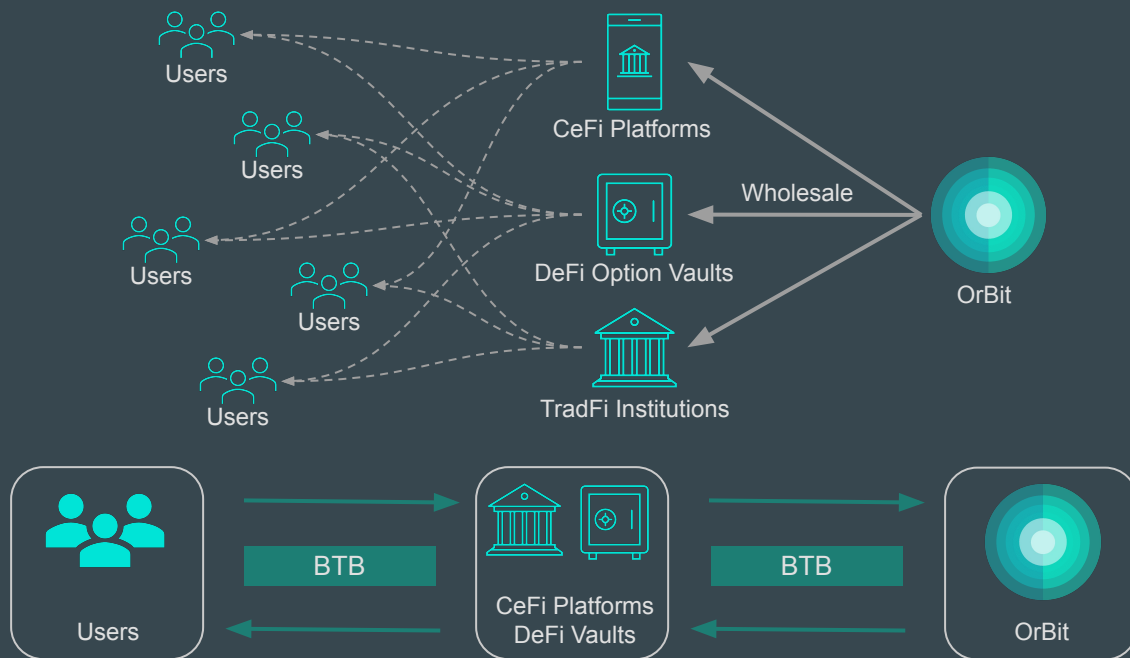 Users
Users
Users
Users
Users
CeFi Platforms
DeFi Option Vaults
TradFi Institutions
Wholesale
OrBit
Users
BTB
CeFi Platforms
DeFi Vaults
BTB
OrBit